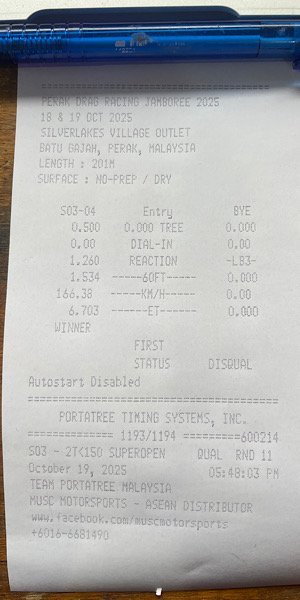 ==============================
PERAK DRAG RACING JAMBOREE 2025
18 & 19 OCT 2025
SILVERLAKES VILLAGE OUTLET
BATU GAJAH, PERAK, MALAYSIA
LENGTH : 201M
SURFACE : NO-PREP / DRY
S03-04 Entry BYE
0.500 0.000 TREE 0.000
0.00 DIAL-IN 0.00
1.260 REACTION -LB3-
1.534 ------60FT------ 0.000
166.38 ------KM/H------ 0.00
6.703 -------ET------- 0.000
WINNER
FIRST
STATUS DISQUAL
Autostart Disabled
==============================
PORTATREE TIMING SYSTEMS, INC.
============= 1193/1194 =========600214
S03 - 2T<150 SUPEROPEN QUAL RND 11
October 19, 2025 05:48:03 PM
TEAM PORTATREE MALAYSIA
MUSC MOTORSPORTS - ASEAN DISTRIBUTOR
www.facebook.com/muscmotorsports
+6016-6681490